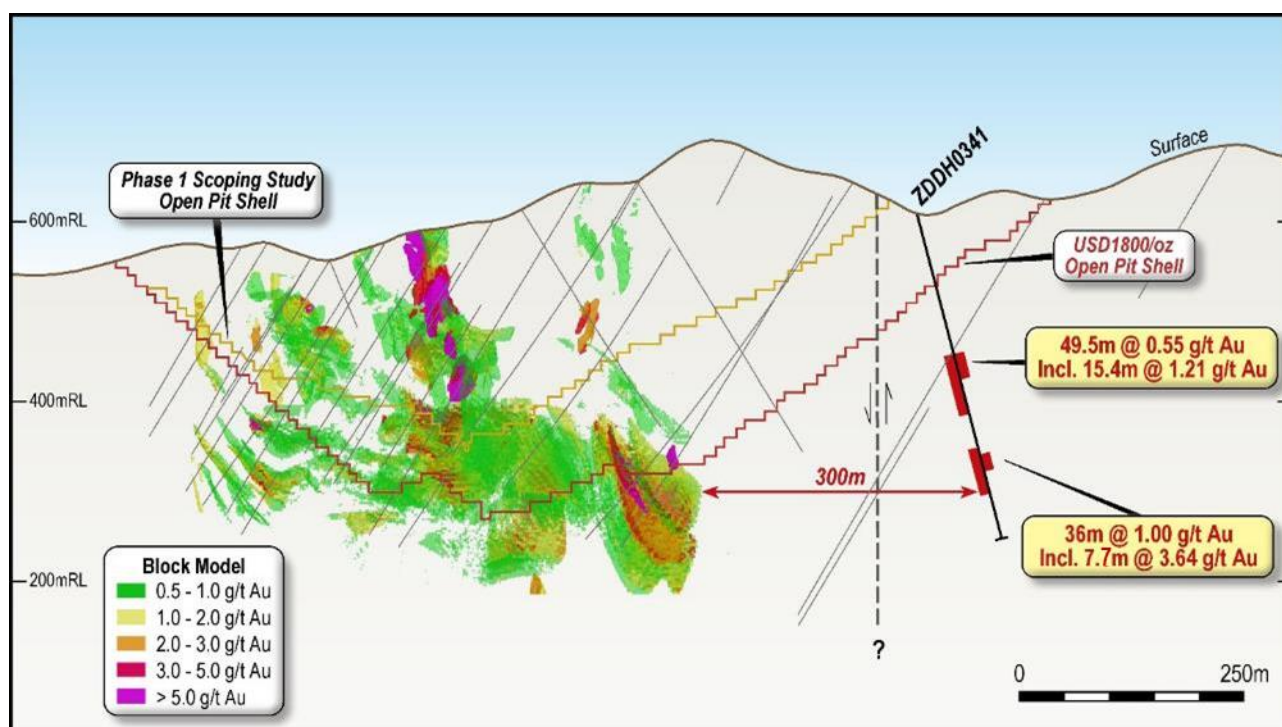 ZDDH0341
Surface
Phase 1 Scoping Study
Open Pit Shell
600mRL
USD1800/oz
Open Pit Shell
49.5m @ 0.55 g/t Au
Incl. 15.4m @ 1.21 g/t Au
400mRL
300m
36m @ 1.00 g/t Au
Incl. 7.7m @ 3.64 g/t Au
Block Model
0.5 - 1.0 g/t Au
1.0 - 2.0 g/t Au
2.0 - 3.0 g/t Au
3.0 - 5.0 g/t Au
> 5.0 g/t Au
200mRL
?
0 250m